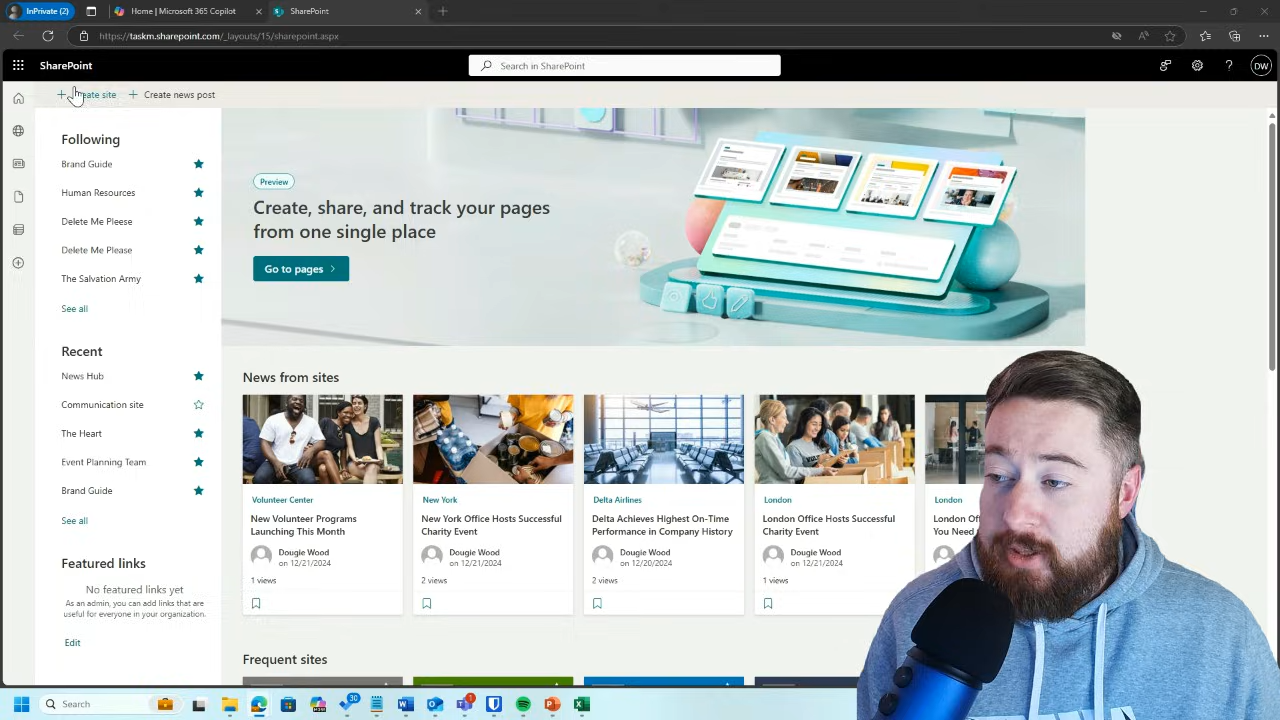 InPrivate (2)
Home | Microsoft 365 Copilot
SharePoint
https://taskm.sharepoint.com/_layouts/15/sharepoint.aspx
SharePoint
Search in SharePoint
DW
Create site
Create news post
Following
Brand Guide
Human Resources
Delete Me Pleese
Delete Me Please
The Salvation Army
See all
Recent
News Hub
Communication site
The Heart
Event Planning Team
Brand Guide
See all
Featured links
No featured links yet
As an admin, you can add links that are
useful for everyone in your organization.
Edit
Preview
Create, share, and track your pages
from one single place
Go to pages
News from sites
Volunteer Center
New Volunteer Programs
Launching This Month
Dougie Wood
on 12/21/2024
1 views
New York
New York Office Hosts Successful
Charity Event
Dougie Wood
on 12/21/2024
2 views
Delta Airlines
Delta Achieves Highest On-Time
Performance in Company History
Dougie Wood
on 12/20/2024
2 views
London
London Office Hosts Successful
Charity Event
Dougie Wood
on 12/21/2024
1 views
London
London Of
You Need
Frequent sites
Search
30
1